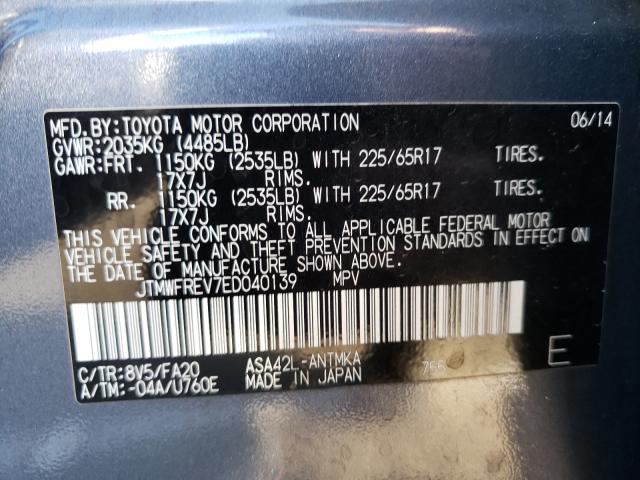 MFD.BY:TOYOTA MOTOR CORPORATION 06/14
GVWR:2035KG (4485LB)
GAWR:FRT. 1150KG (2535LB) WITH 225/65R17 TIRES.
17X7J RIMS.
RR. 1150KG (2535LB) WITH 225/65R17 TIRES.
17X7J RIMS.
THIS VEHICLE CONFORMS TO ALL APPLICABLE FEDERAL MOTOR
VEHICLE SAFETY AND THEFT PREVENTION STANDARDS IN EFFECT ON
THE DATE OF MANUFACTURE SHOWN ABOVE.
JTMWFREV7ED040139 MPV
C/TR:8V5/FA20 ASA42L-ANTMKA
A/TM:-04A/U760E MADE IN JAPAN E